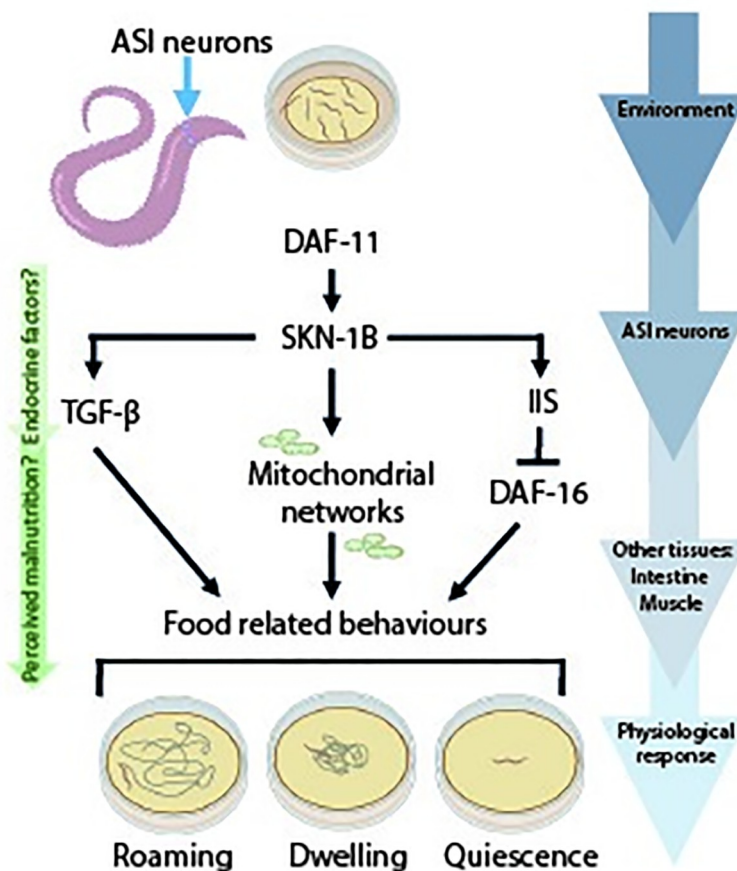 ASI neurons
Environment
DAF-11
SKN-1B
ASI neurons
TGF-β
IIS
Mitochondrial
networks
DAF-16
Other tissues:
Intestine
Muscle
Food related behaviours
Perceived malnutrition? Endocrine factors?
Physiological
response
Roaming
Dwelling
Quiescence